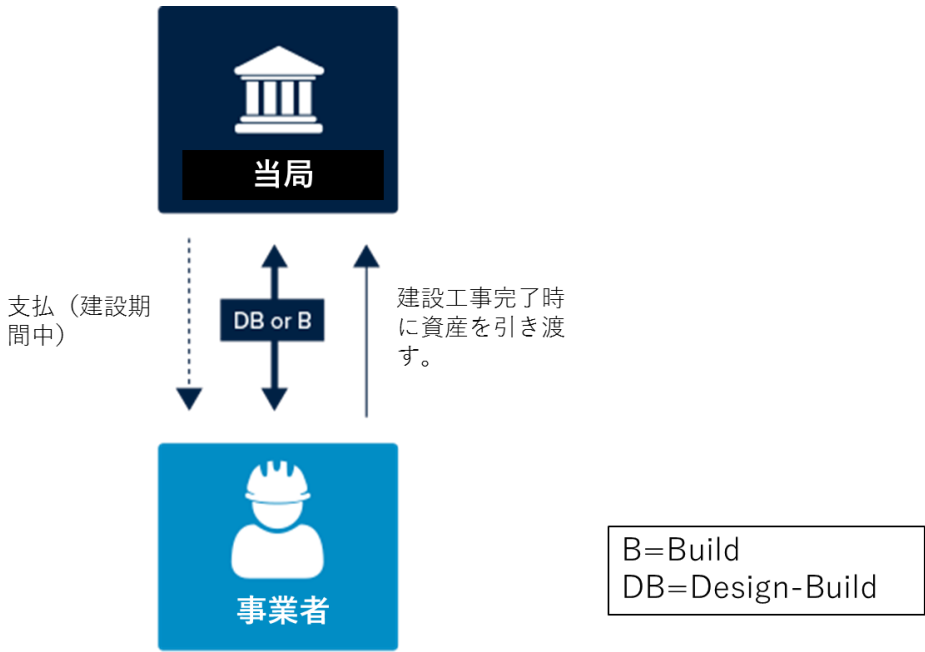 当局
支払（建設期
間中）
DB or B
建設工事完了時
に資産を引き渡
す。
事業者
B=Build
DB=Design-Build